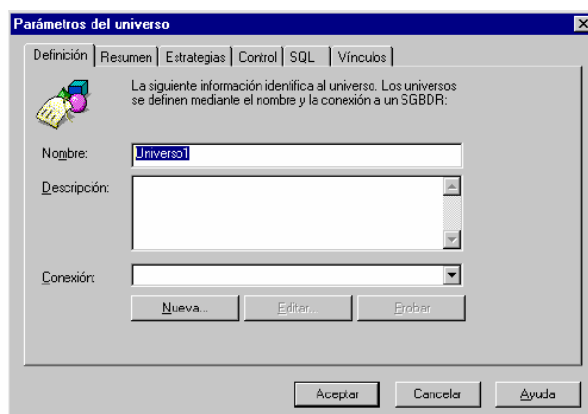 Parámetros del universo
Definición Resumen Estrategias Control SQL Vínculos
La siguiente información identifica al universo. Los universos
se definen mediante el nombre y la conexión a un SGBDR:
Nombre: Universo1
Descripción:
Conexión:
Nueva... Editar... Probar
Aceptar Cancelar Ayuda